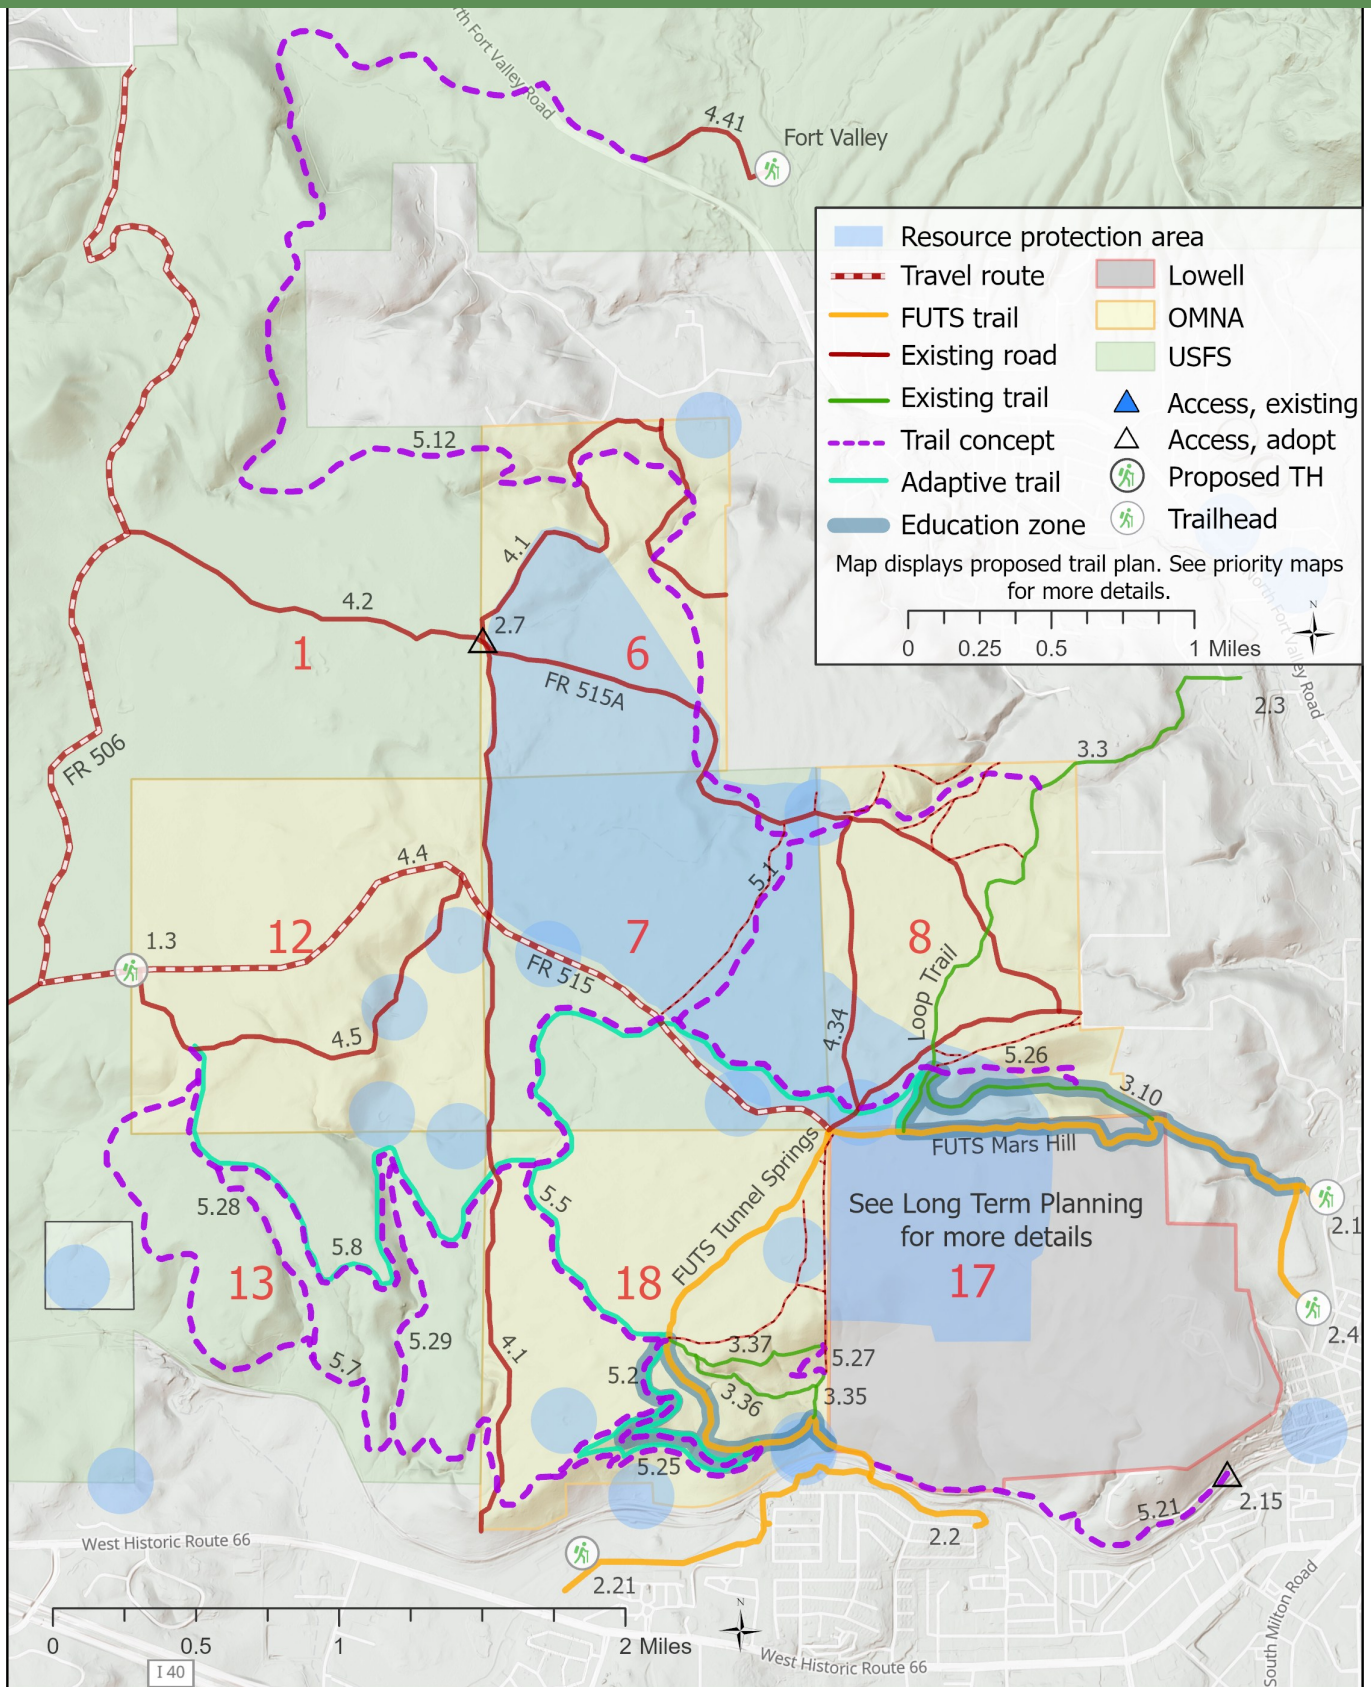 North Fort Valley Road
4.41
Fort Valley
Resource protection area
Travel route
FUTS trail
Existing road
Existing trail
Trail concept
Adaptive trail
Education zone
Lowell
OMNA
USFS
Access, existing
Access, adopt
Proposed TH
Trailhead
Map displays proposed trail plan. See priority maps
for more details.
N
0 0.25 0.5 1 Miles
North Fort Valley Road
5.12
4.1
4.2
2.7
1
6
FR 515A
2.3
3.3
FR 506
4.4
5.1
1.3
12
7
8
FR 515
Loop Trail
4.34
4.5
5.26
3.10
FUTS Mars Hill
FUTS Tunnel Springs
See Long Term Planning
for more details
5.28
5.5
2.1
5.8
13
18
17
5.29
4.1
2.4
5.7
3.37
5.27
5.2
3.36
3.35
5.25
5.21
2.15
West Historic Route 66
2.2
2.21
South Milton Road
N
0 0.5 1 2 Miles
West Historic Route 66
I 40